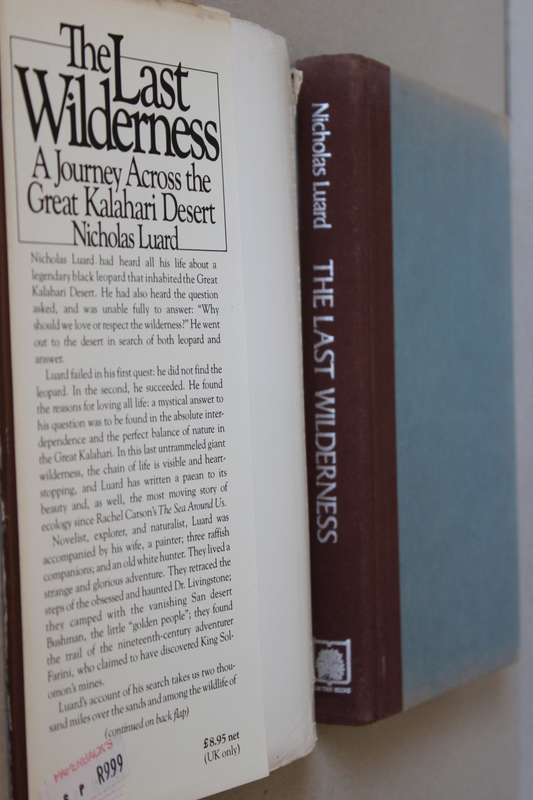 The Last
Wilderness
A Journey Across the
Great Kalahari Desert
Nicholas Luard
Nicholas Luard had heard all his life about a
legendary black leopard that inhabited the Great
Kalahari Desert. He had also heard the question
asked, and was unable fully to answer: "Why
should we love or respect the wilderness?" He went
out to the desert in search of both leopard and
answer.
Luard failed in his first quest: he did not find the
leopard. In the second, he succeeded. He found
the reasons for loving all life: a mystical answer to
his question was to be found in the absolute inter-
dependence and the perfect balance of nature in
the Great Kalahari. In this last untrammeled giant
wilderness, the chain of life is visible and heart-
stopping, and Luard has written a paean to its
beauty and, as well, the most moving story of
ecology since Rachel Carson's The Sea Around Us.
Novelist, explorer, and naturalist, Luard was
accompanied by his wife, a painter; three raffish
companions; and an old white hunter. They lived a
strange and glorious adventure. They retraced the
steps of the obsessed and haunted Dr. Livingstone;
they camped with the vanishing San desert
Bushman, the little "golden people"; they found
the trail of the nineteenth-century adventurer
Farini, who claimed to have discovered King Sol-
omon's mines.
Luard's account of his search takes us two thou-
sand miles over the sands and among the wildlife of
(continued on back flap)
£8.95 net
(UK only)
R999
Nicholas Luard THE LAST WILDERNESS